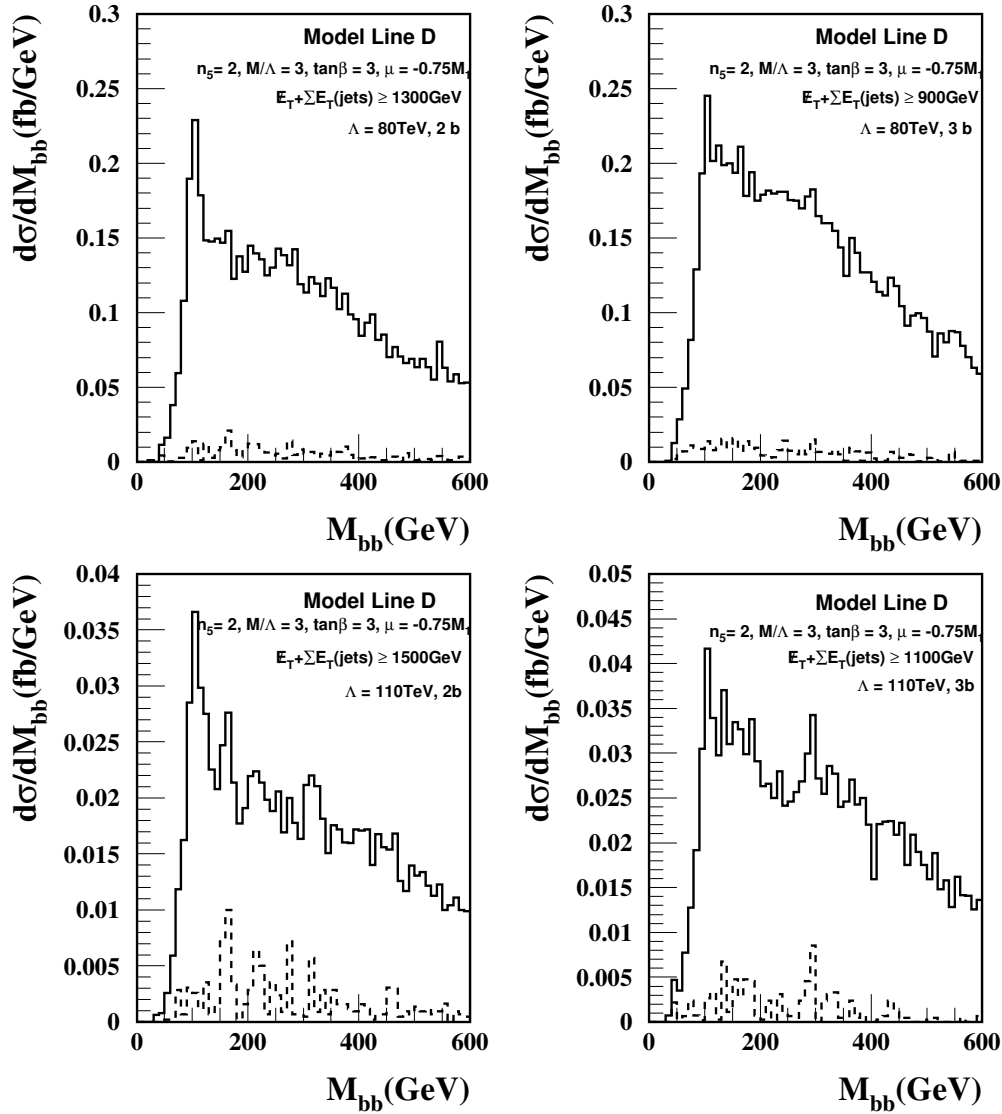 Model Line D
n₅= 2, M/Λ = 3, tanβ = 3, μ = -0.75M₁
E̸_T+ΣE_T(jets) ≥ 1300GeV
Λ = 80TeV, 2 b
dσ/dM_bb(fb/GeV)
0.3
0.25
0.2
0.15
0.1
0.05
0
0 200 400 600
M_bb(GeV)
Model Line D
n₅= 2, M/Λ = 3, tanβ = 3, μ = -0.75M₁
E̸_T+ΣE_T(jets) ≥ 900GeV
Λ = 80TeV, 3 b
dσ/dM_bb(fb/GeV)
0.3
0.25
0.2
0.15
0.1
0.05
0
0 200 400 600
M_bb(GeV)
Model Line D
n₅= 2, M/Λ = 3, tanβ = 3, μ = -0.75M₁
E̸_T+ΣE_T(jets) ≥ 1500GeV
Λ = 110TeV, 2b
dσ/dM_bb(fb/GeV)
0.04
0.035
0.03
0.025
0.02
0.015
0.01
0.005
0
0 200 400 600
M_bb(GeV)
Model Line D
n₅= 2, M/Λ = 3, tanβ = 3, μ = -0.75M₁
E̸_T+ΣE_T(jets) ≥ 1100GeV
Λ = 110TeV, 3b
dσ/dM_bb(fb/GeV)
0.05
0.045
0.04
0.035
0.03
0.025
0.02
0.015
0.01
0.005
0
0 200 400 600
M_bb(GeV)